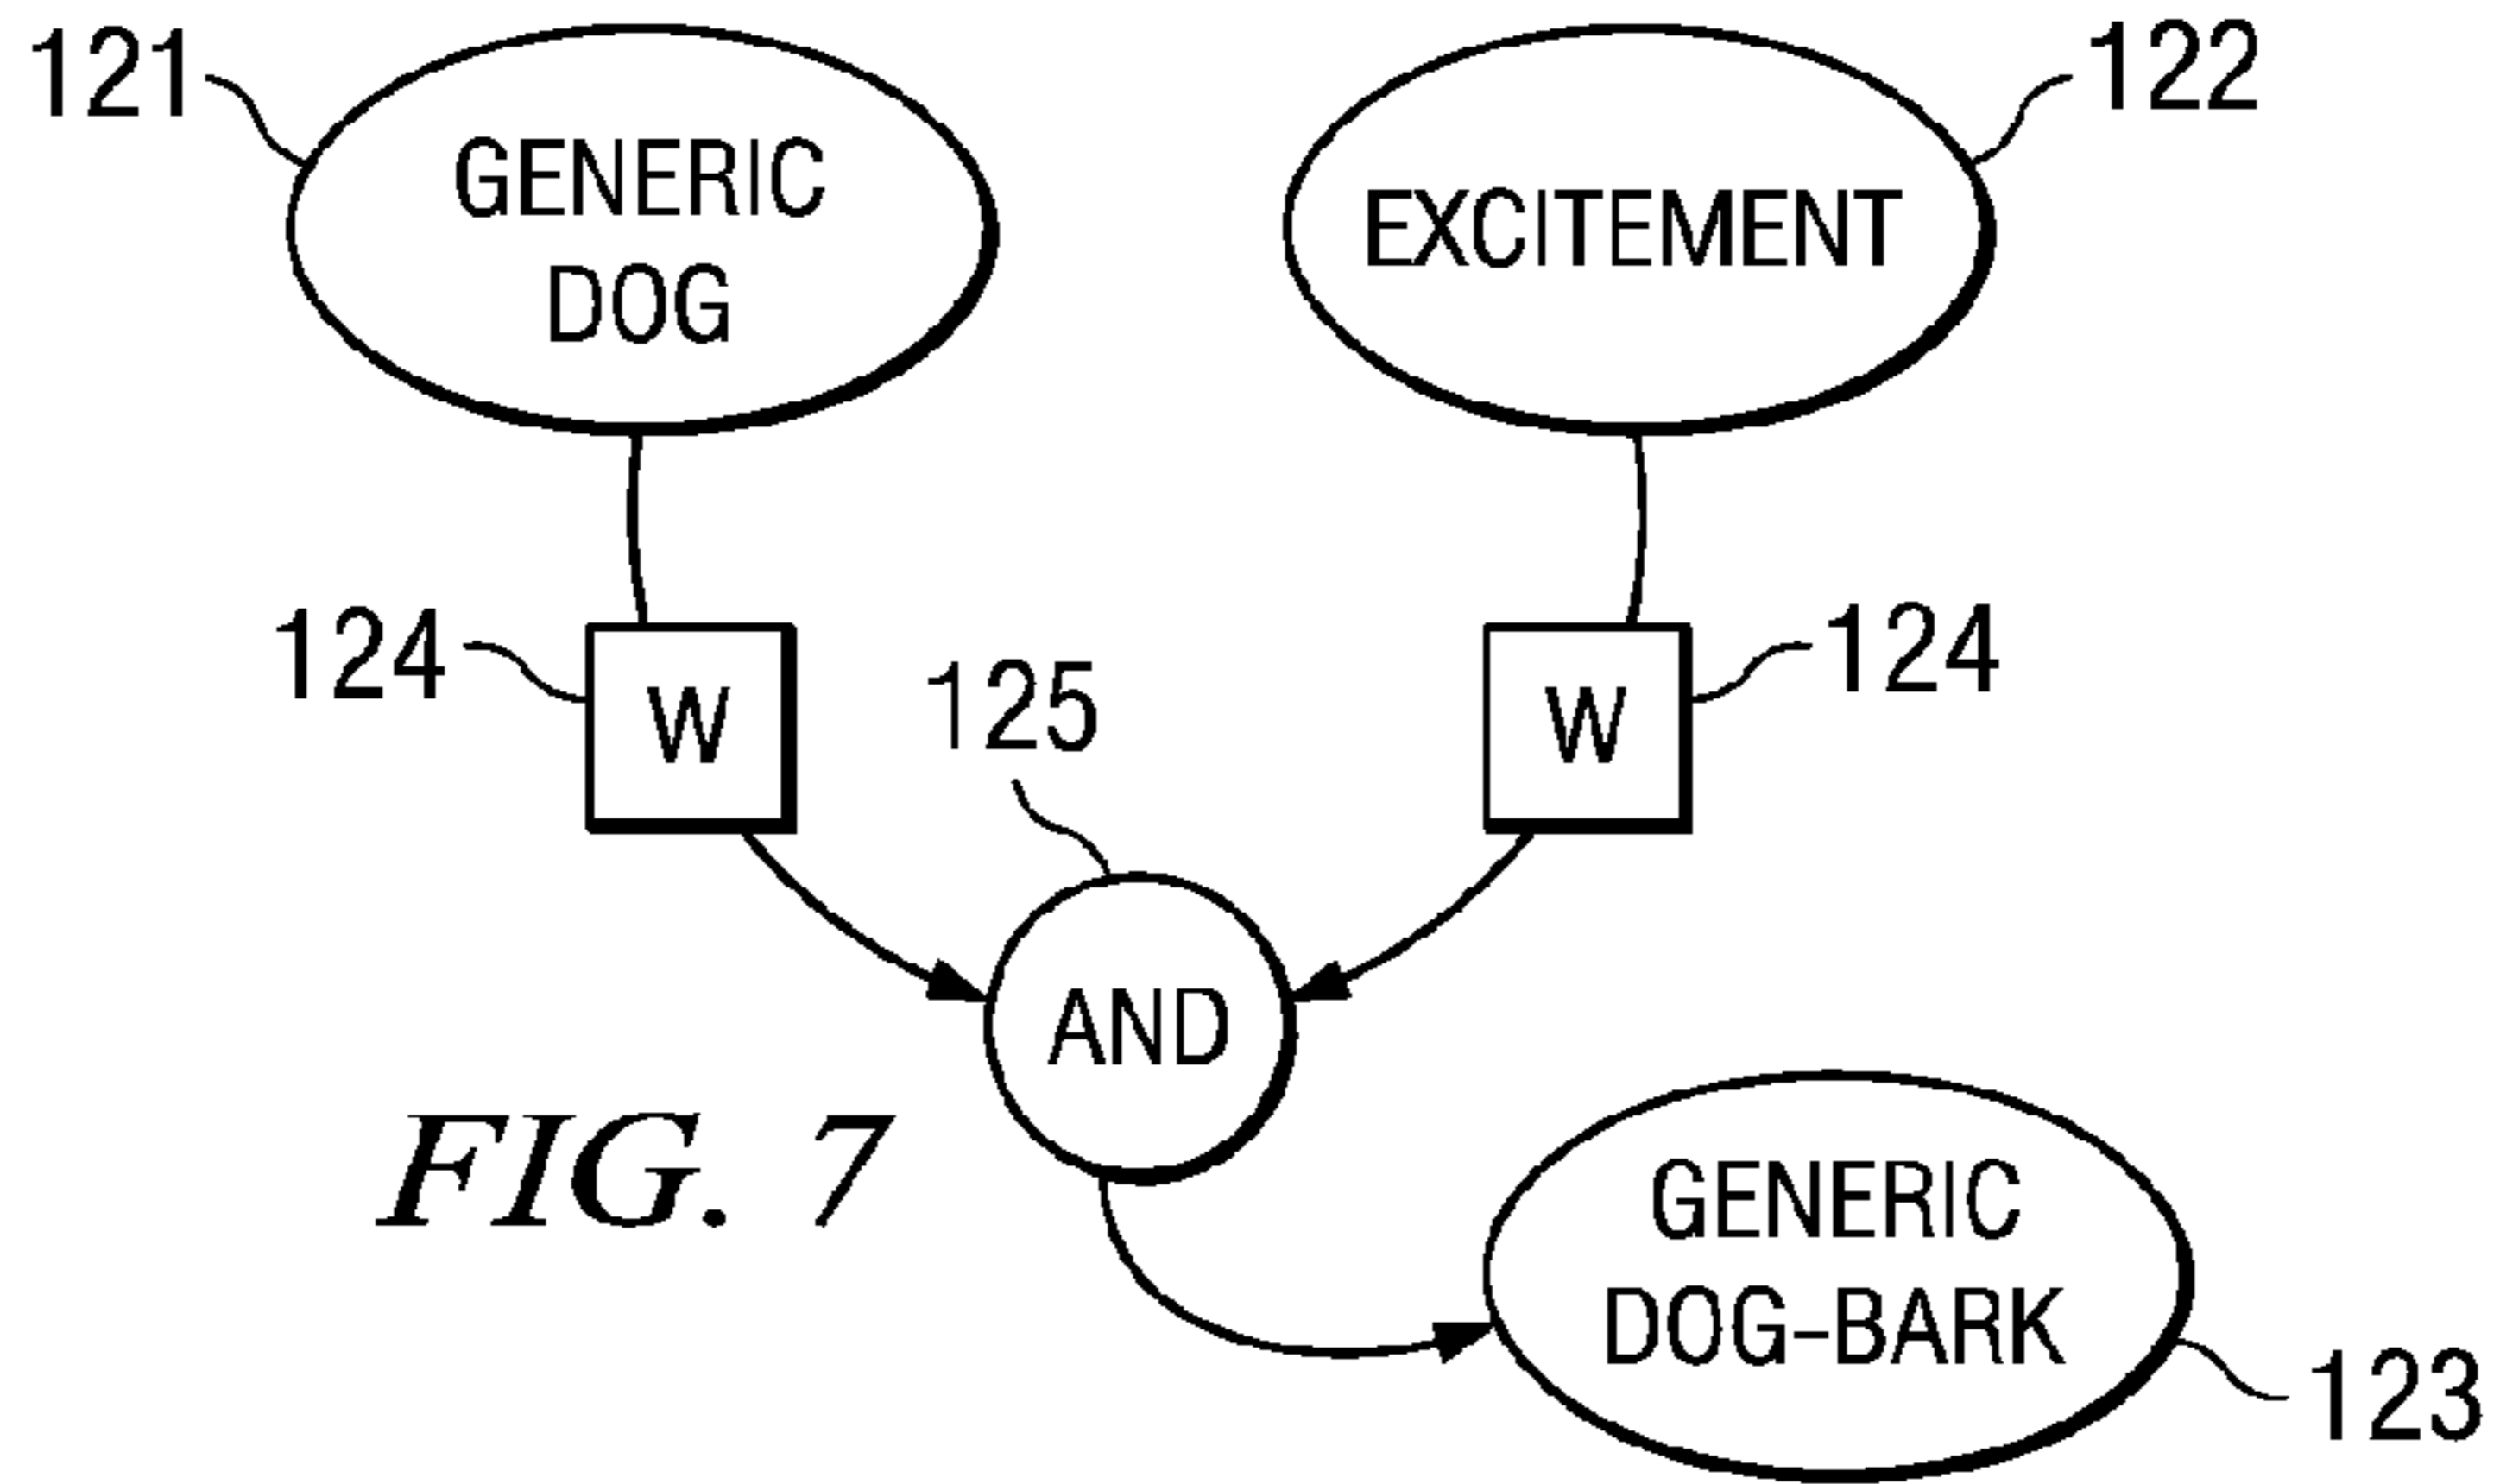 121
GENERIC
DOG
EXCITEMENT
122
124
W
125
W
124
AND
FIG. 7
GENERIC
DOG-BARK
123